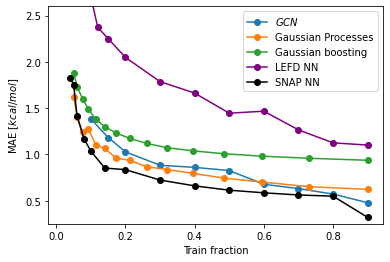 2.5
2.0
1.5
1.0
0.5
MAE [kcal/mol]
GCN
Gaussian Processes
Gaussian boosting
LEFD NN
SNAP NN
0.0 0.2 0.4 0.6 0.8
Train fraction